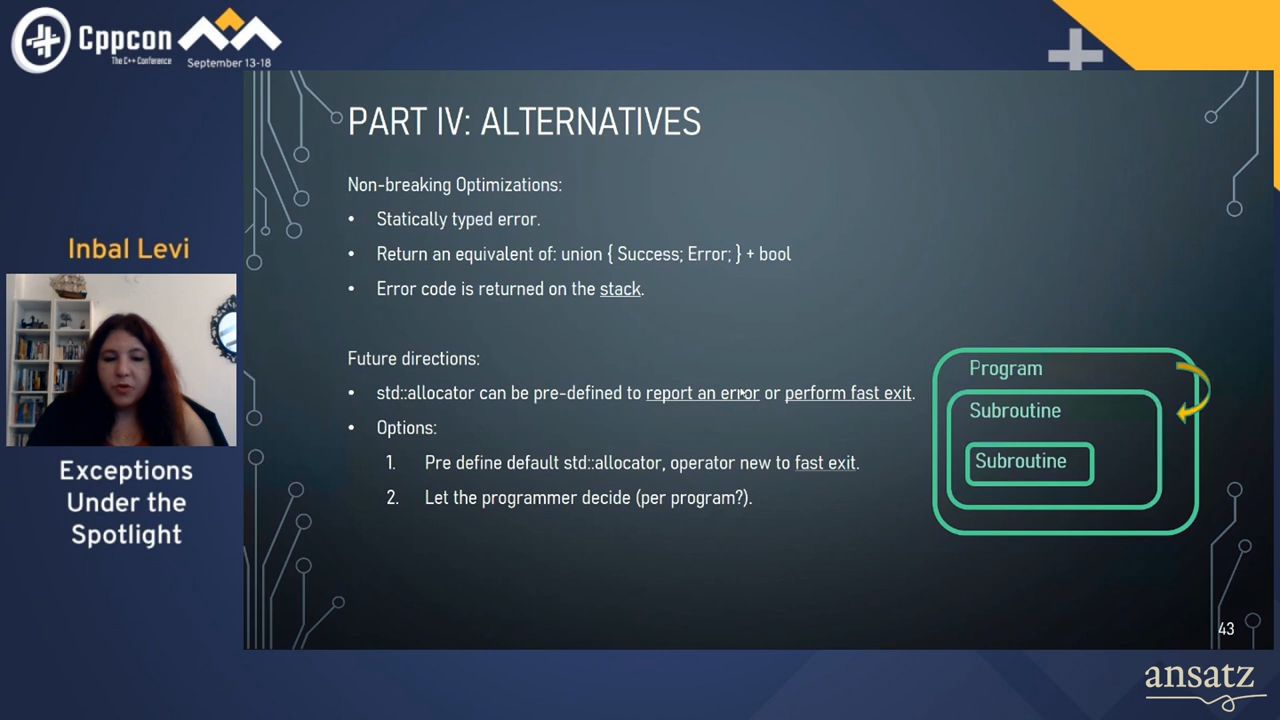 Cppcon
The C++ Conference
September 13-18
PART IV: ALTERNATIVES
Non-breaking Optimizations:
• Statically typed error.
• Return an equivalent of: union { Success; Error; } + bool
• Error code is returned on the stack.
Future directions:
• std::allocator can be pre-defined to report an error or perform fast exit.
• Options:
1. Pre define default std::allocator, operator new to fast exit.
2. Let the programmer decide (per program?).
Program
Subroutine
Subroutine
43
Inbal Levi
Exceptions
Under the
Spotlight
ansatz